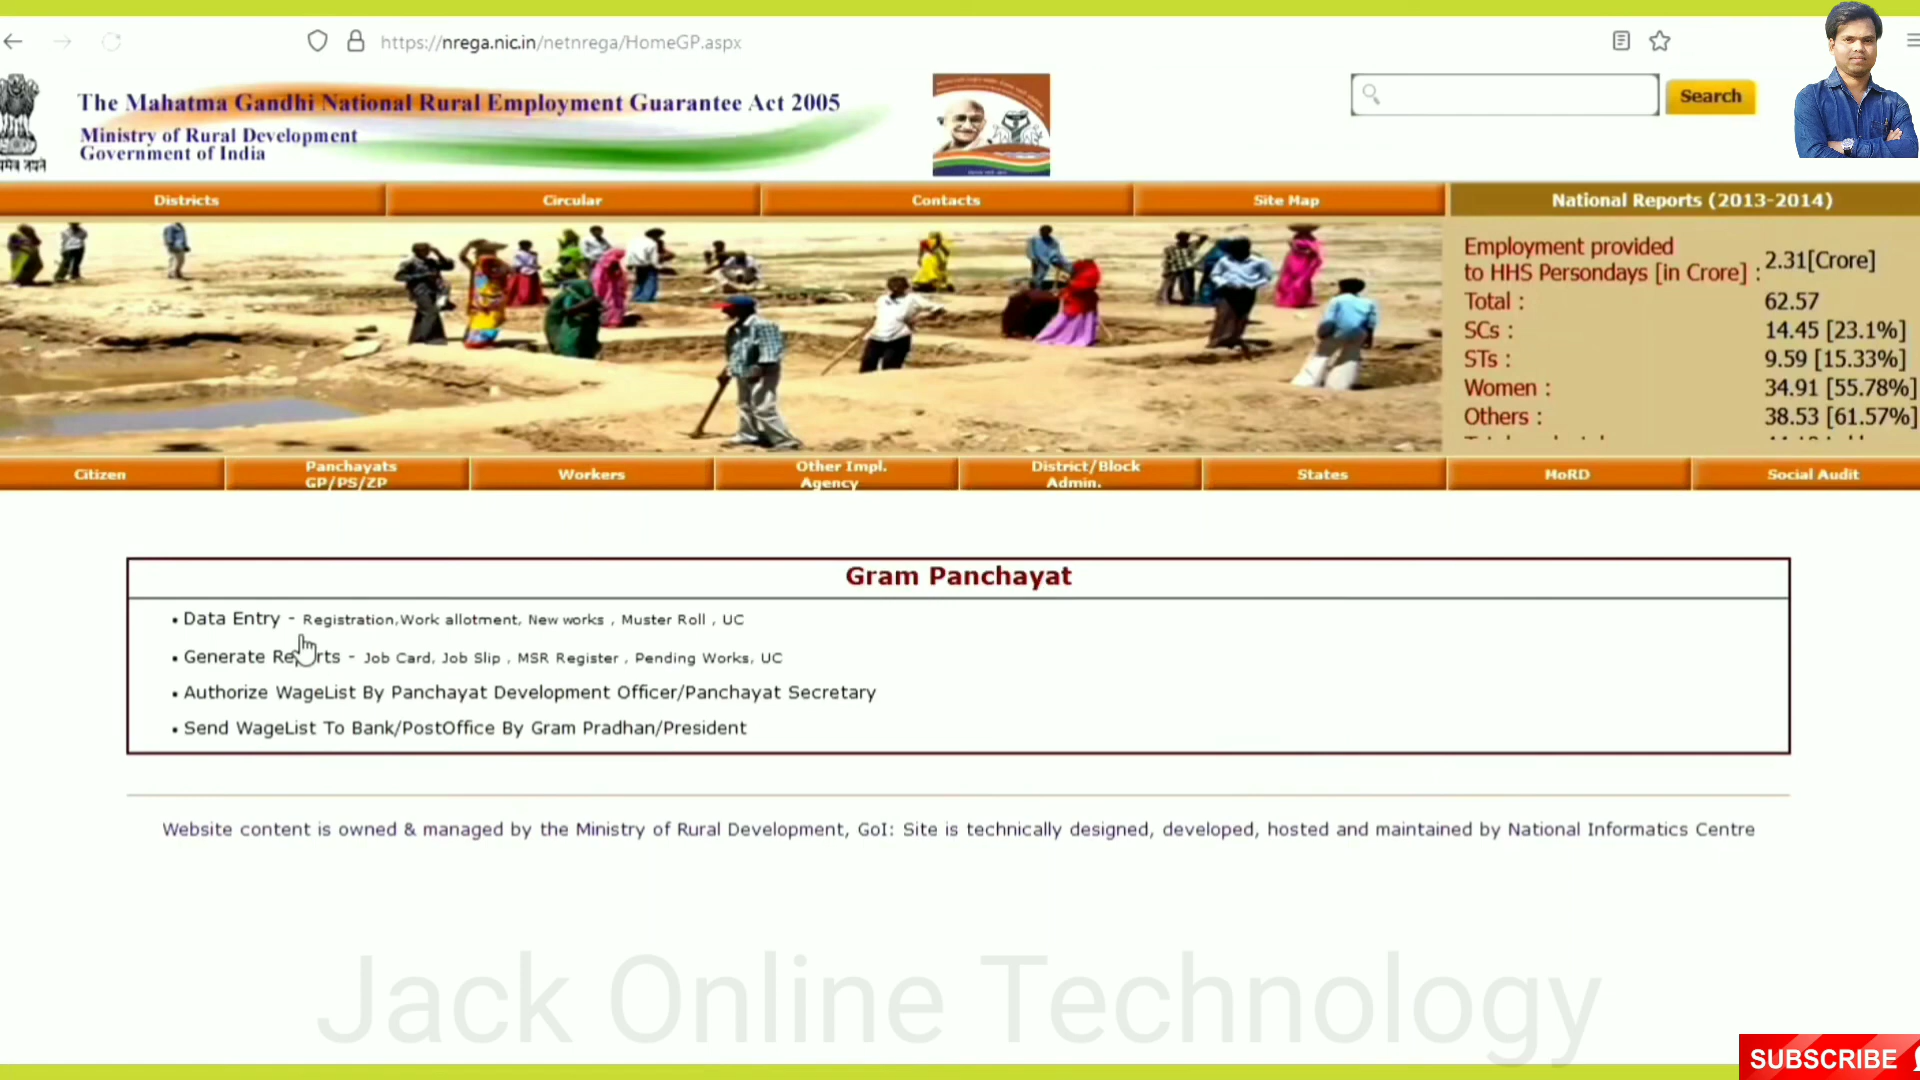 https://nrega.nic.in/netnrega/HomeGP.aspx
The Mahatma Gandhi National Rural Employment Guarantee Act 2005
Ministry of Rural Development
Government of India
Search
Districts
Circular
Contacts
Site Map
National Reports (2013-2014)
Employment provided
to HHS Persondays [in Crore] : 2.31[Crore]
Total : 62.57
SCs : 14.45 [23.1%]
STs : 9.59 [15.33%]
Women : 34.91 [55.78%]
Others : 38.53 [61.57%]
Citizen
Panchayats
GP/PS/ZP
Workers
Other Impl.
Agency
District/Block
Admin.
States
MoRD
Social Audit
Gram Panchayat
• Data Entry - Registration,Work allotment, New works , Muster Roll , UC
• Generate Reports - Job Card, Job Slip , MSR Register , Pending Works, UC
• Authorize WageList By Panchayat Development Officer/Panchayat Secretary
• Send WageList To Bank/PostOffice By Gram Pradhan/President
Website content is owned & managed by the Ministry of Rural Development, GoI: Site is technically designed, developed, hosted and maintained by National Informatics Centre
Jack Online Technology
SUBSCRIBE